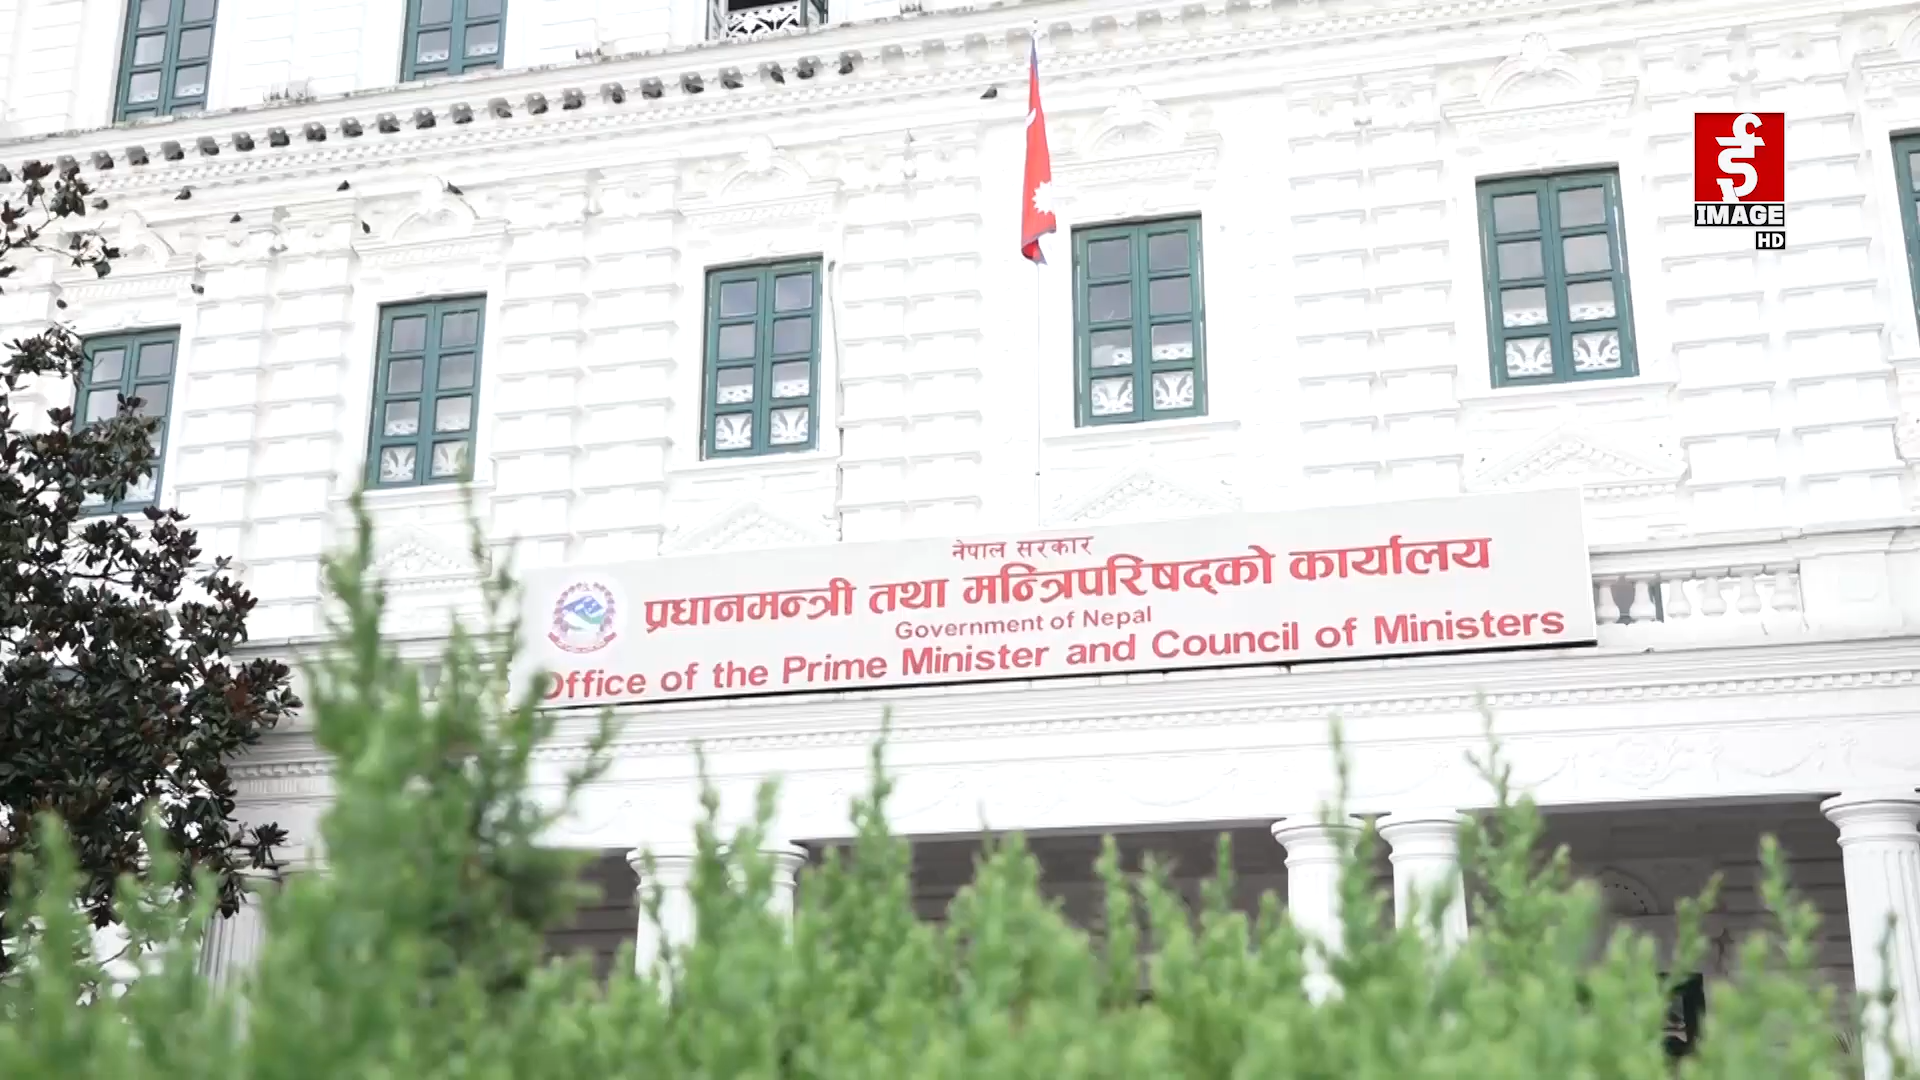 नेपाल सरकार
प्रधानमन्त्री तथा मन्त्रिपरिषद्को कार्यालय
Government of Nepal
Office of the Prime Minister and Council of Ministers
IMAGE
HD